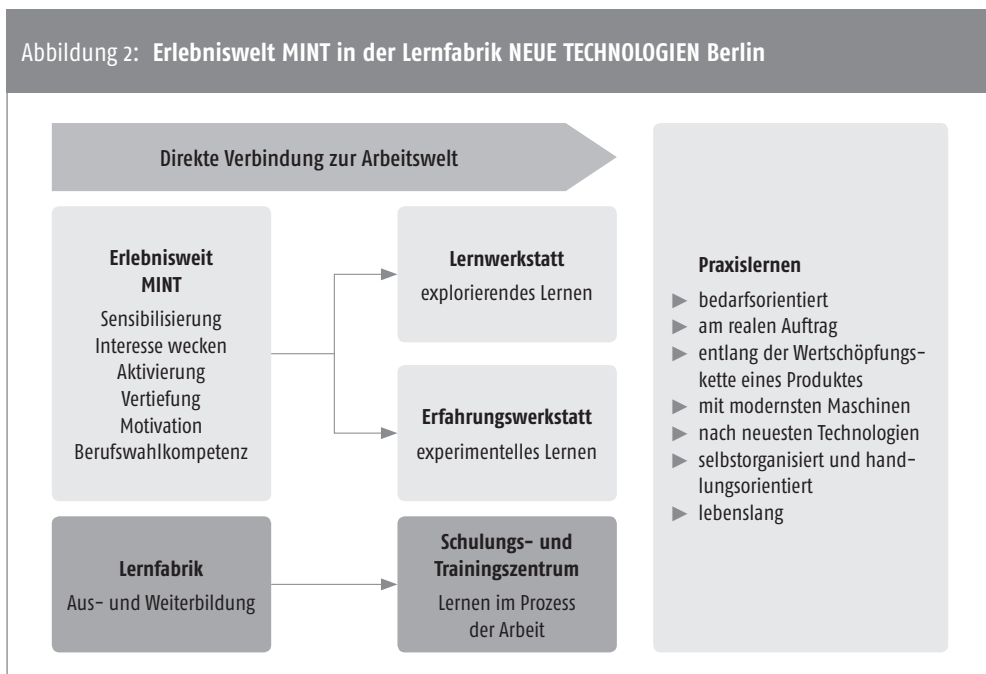 Abbildung 2: Erlebniswelt MINT in der Lernfabrik NEUE TECHNOLOGIEN Berlin
Direkte Verbindung zur Arbeitswelt
Erlebnisweit
MINT
Sensibilisierung
Interesse wecken
Aktivierung
Vertiefung
Motivation
Berufswahlkompetenz
Lernwerkstatt
explorierendes Lernen
Erfahrungswerkstatt
experimentelles Lernen
Lernfabrik
Aus- und Weiterbildung
Schulungs- und
Trainingszentrum
Lernen im Prozess
der Arbeit
Praxislernen
▶ bedarfsorientiert
▶ am realen Auftrag
▶ entlang der Wertschöpfungs-
kette eines Produktes
▶ mit modernsten Maschinen
▶ nach neuesten Technologien
▶ selbstorganisiert und hand-
lungsorientiert
▶ lebenslang